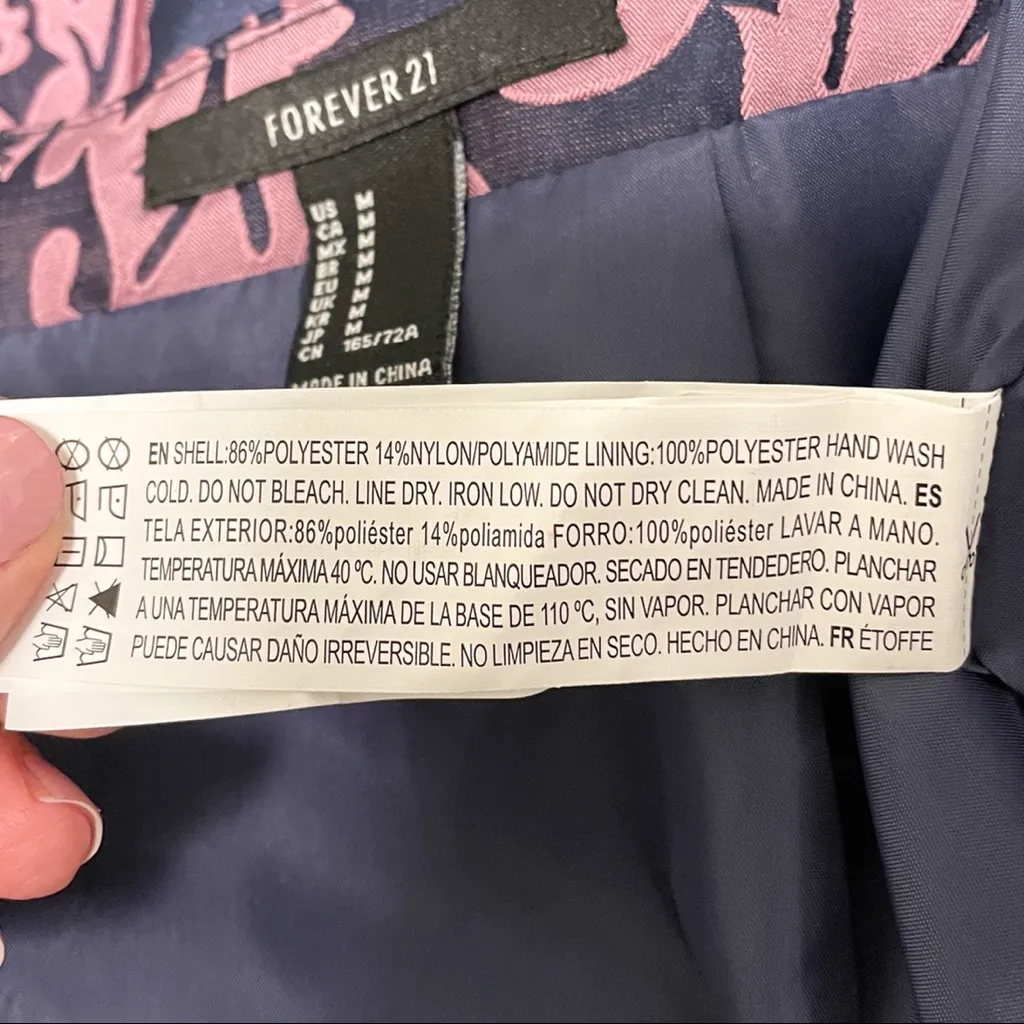 FOREVER 21
US M
CA M
MX M
BR M
EU M
UK M
KR M
JP M
CN 165/72A
MADE IN CHINA
EN SHELL:86%POLYESTER 14%NYLON/POLYAMIDE LINING:100%POLYESTER HAND WASH
COLD. DO NOT BLEACH. LINE DRY. IRON LOW. DO NOT DRY CLEAN. MADE IN CHINA. ES
TELA EXTERIOR:86%poliéster 14%poliamida FORRO:100%poliéster LAVAR A MANO.
TEMPERATURA MÁXIMA 40 ºC. NO USAR BLANQUEADOR. SECADO EN TENDEDERO. PLANCHAR
A UNA TEMPERATURA MÁXIMA DE LA BASE DE 110 ºC, SIN VAPOR. PLANCHAR CON VAPOR
PUEDE CAUSAR DAÑO IRREVERSIBLE. NO LIMPIEZA EN SECO. HECHO EN CHINA. FR ÉTOFFE